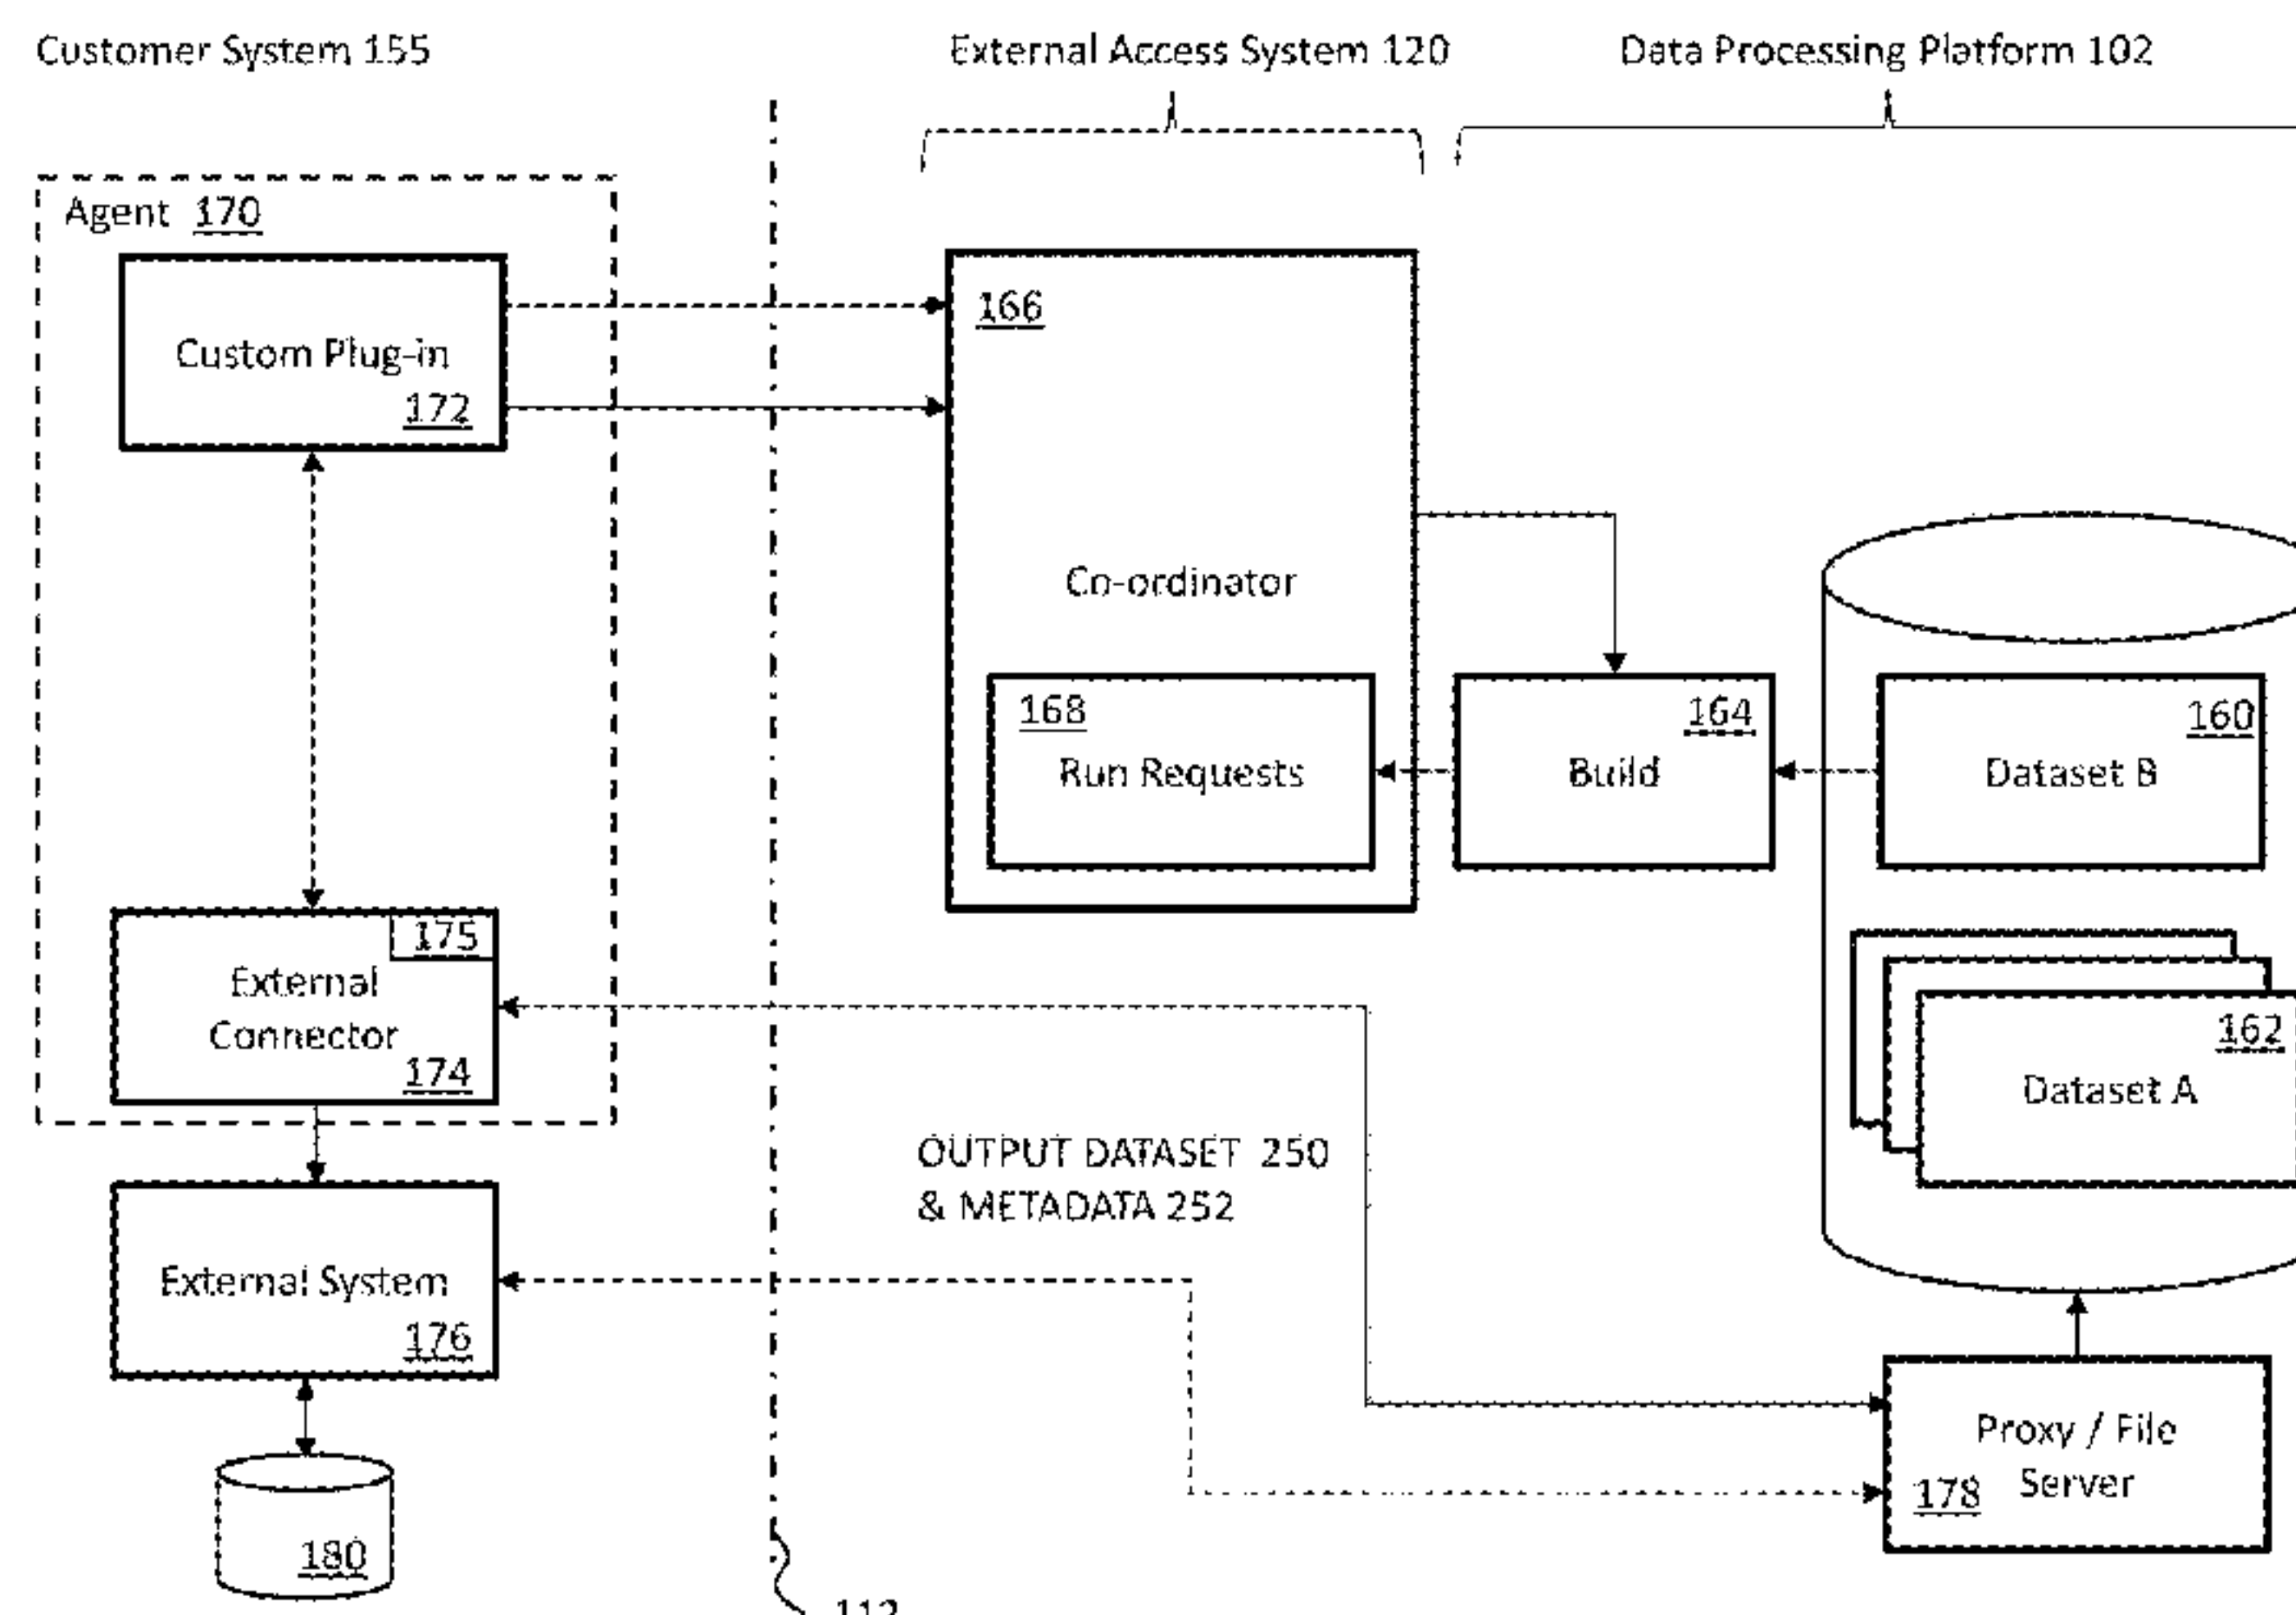 Customer System 155
External Access System 120
Data Processing Platform 102
Agent 170
Custom Plug-in
172
166
Co-ordinator
168
Run Requests
164
Build
160
Dataset B
175
External
Connector
174
162
Dataset A
OUTPUT DATASET 250
& METADATA 252
External System
176
Proxy / File
Server
178
180